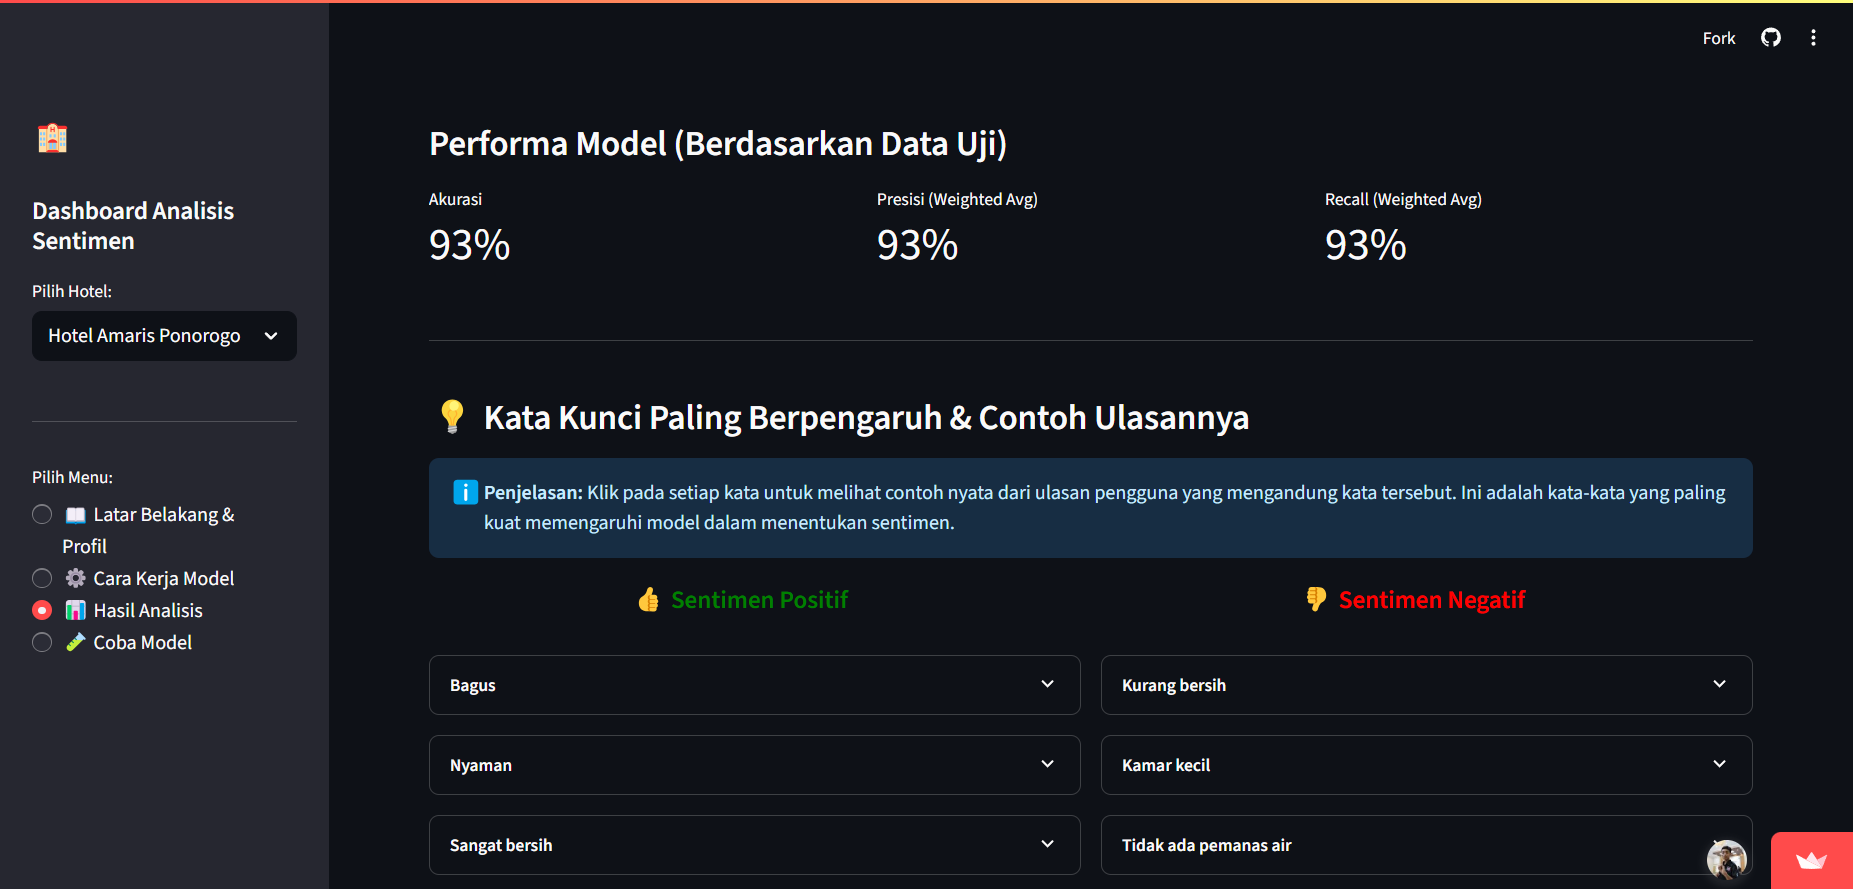 Fork
Dashboard Analisis
Sentimen
Pilih Hotel:
Hotel Amaris Ponorogo
Pilih Menu:
Latar Belakang &
Profil
Cara Kerja Model
Hasil Analisis
Coba Model
Performa Model (Berdasarkan Data Uji)
Akurasi
93%
Presisi (Weighted Avg)
93%
Recall (Weighted Avg)
93%
Kata Kunci Paling Berpengaruh & Contoh Ulasannya
Penjelasan: Klik pada setiap kata untuk melihat contoh nyata dari ulasan pengguna yang mengandung kata tersebut. Ini adalah kata-kata yang paling
kuat memengaruhi model dalam menentukan sentimen.
Sentimen Positif
Bagus
Nyaman
Sangat bersih
Sentimen Negatif
Kurang bersih
Kamar kecil
Tidak ada pemanas air